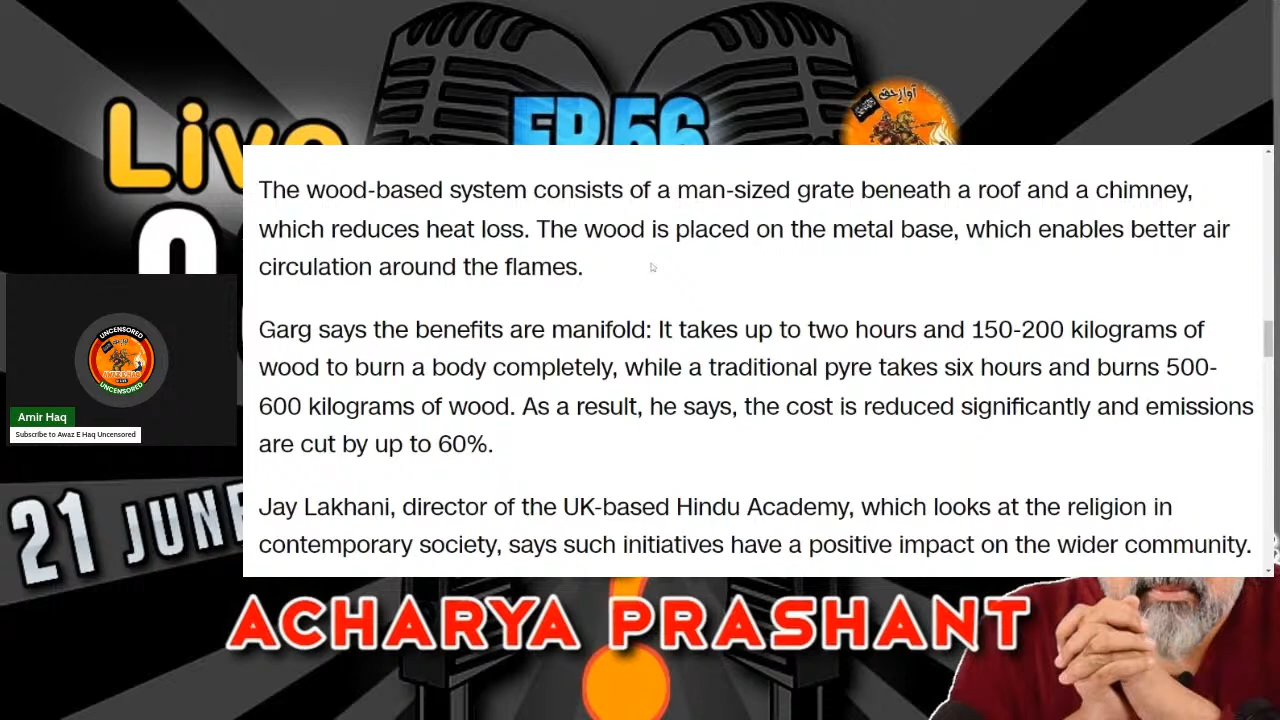 Live
EP 56
آوازِ حق
The wood-based system consists of a man-sized grate beneath a roof and a chimney,
which reduces heat loss. The wood is placed on the metal base, which enables better air
circulation around the flames.
Garg says the benefits are manifold: It takes up to two hours and 150-200 kilograms of
wood to burn a body completely, while a traditional pyre takes six hours and burns 500-
600 kilograms of wood. As a result, he says, the cost is reduced significantly and emissions
are cut by up to 60%.
Jay Lakhani, director of the UK-based Hindu Academy, which looks at the religion in
contemporary society, says such initiatives have a positive impact on the wider community.
UNCENSORED
UNCENSORED
Amir Haq
Subscribe to Awaz E Haq Uncensored
21 JUNE
ACHARYA PRASHANT